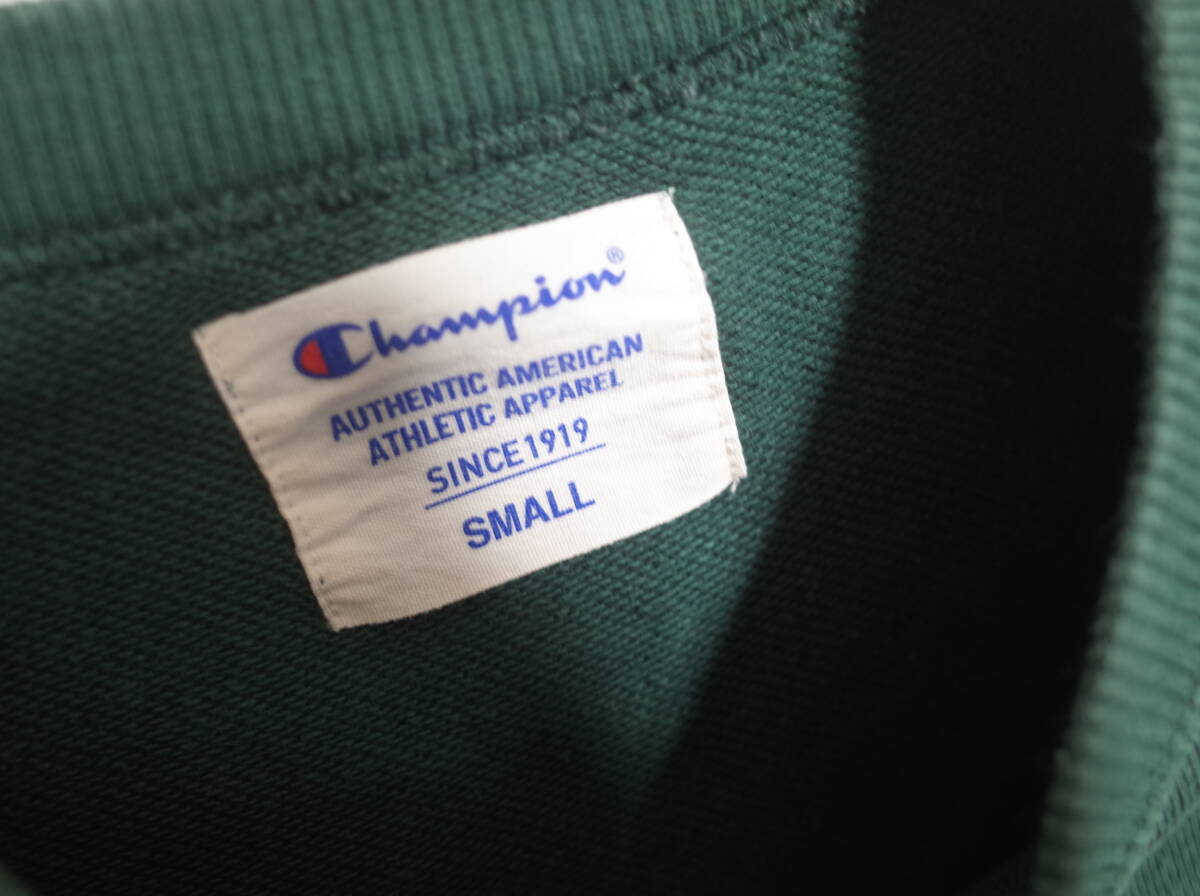 Champion®
AUTHENTIC AMERICAN
ATHLETIC APPAREL
SINCE 1919
SMALL